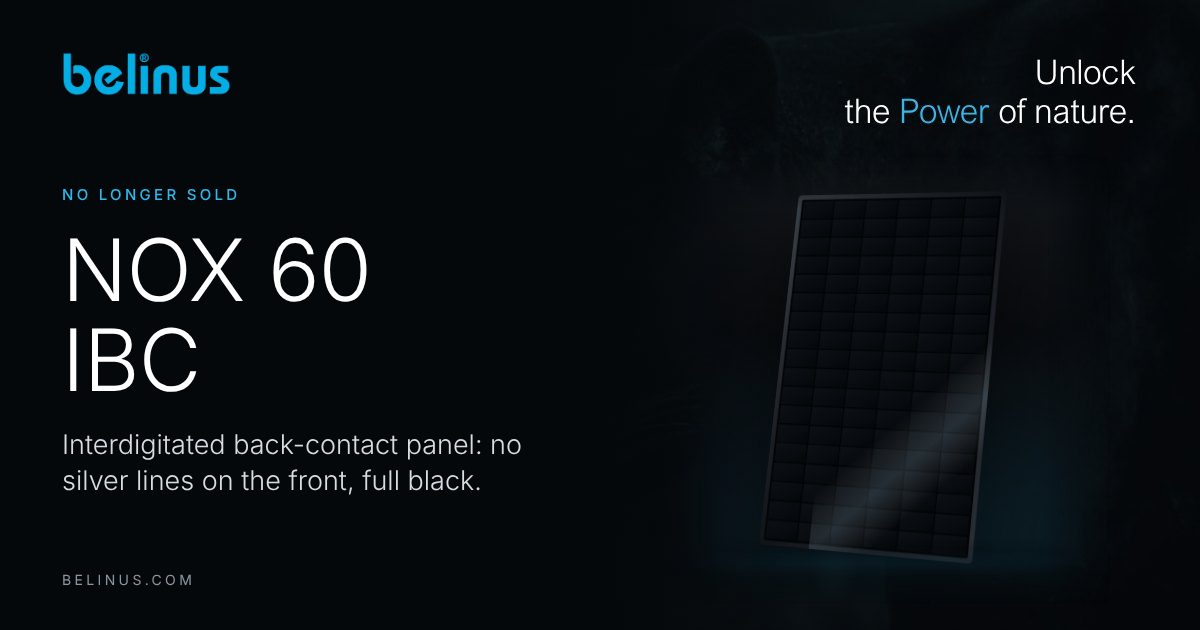 belinus®
Unlock
the Power of nature.
NO LONGER SOLD
NOX 60
IBC
Interdigitated back-contact panel: no
silver lines on the front, full black.
BELINUS.COM